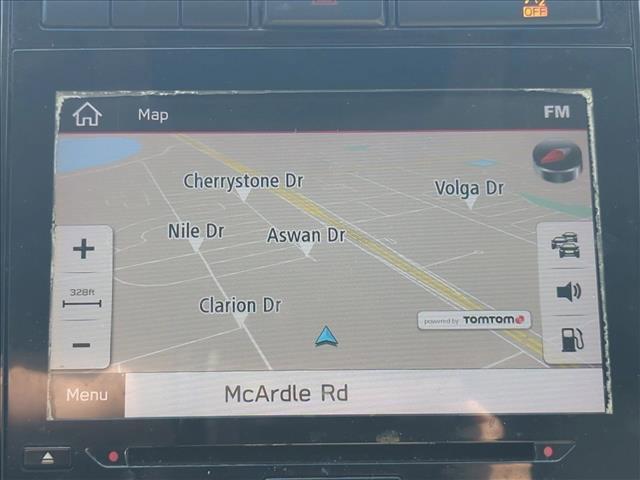 OFF
Map
FM
Cherrystone Dr
Volga Dr
Nile Dr
Aswan Dr
+
328ft
Clarion Dr
powered by TOMTOM
−
Menu
McArdle Rd